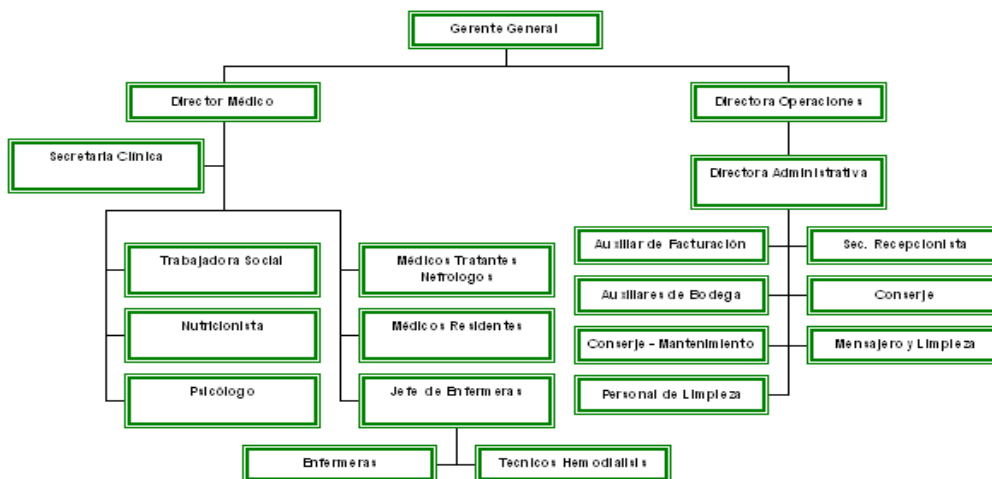 Gerente General
Director Médico
Directora Operaciones
Secretaria Clínica
Directora Administrativa
Trabajadora Social
Médicos Tratantes
Nefrologos
Auxiliar de Facturación
Sec. Recepcionista
Auxiliares de Bodega
Conserje
Nutricionista
Médicos Residentes
Conserje - Mantenimiento
Mensajero y Limpieza
Psicólogo
Jefe de Enfermeras
Personal de Limpieza
Enfermeras
Tecnicos Hemodialisis